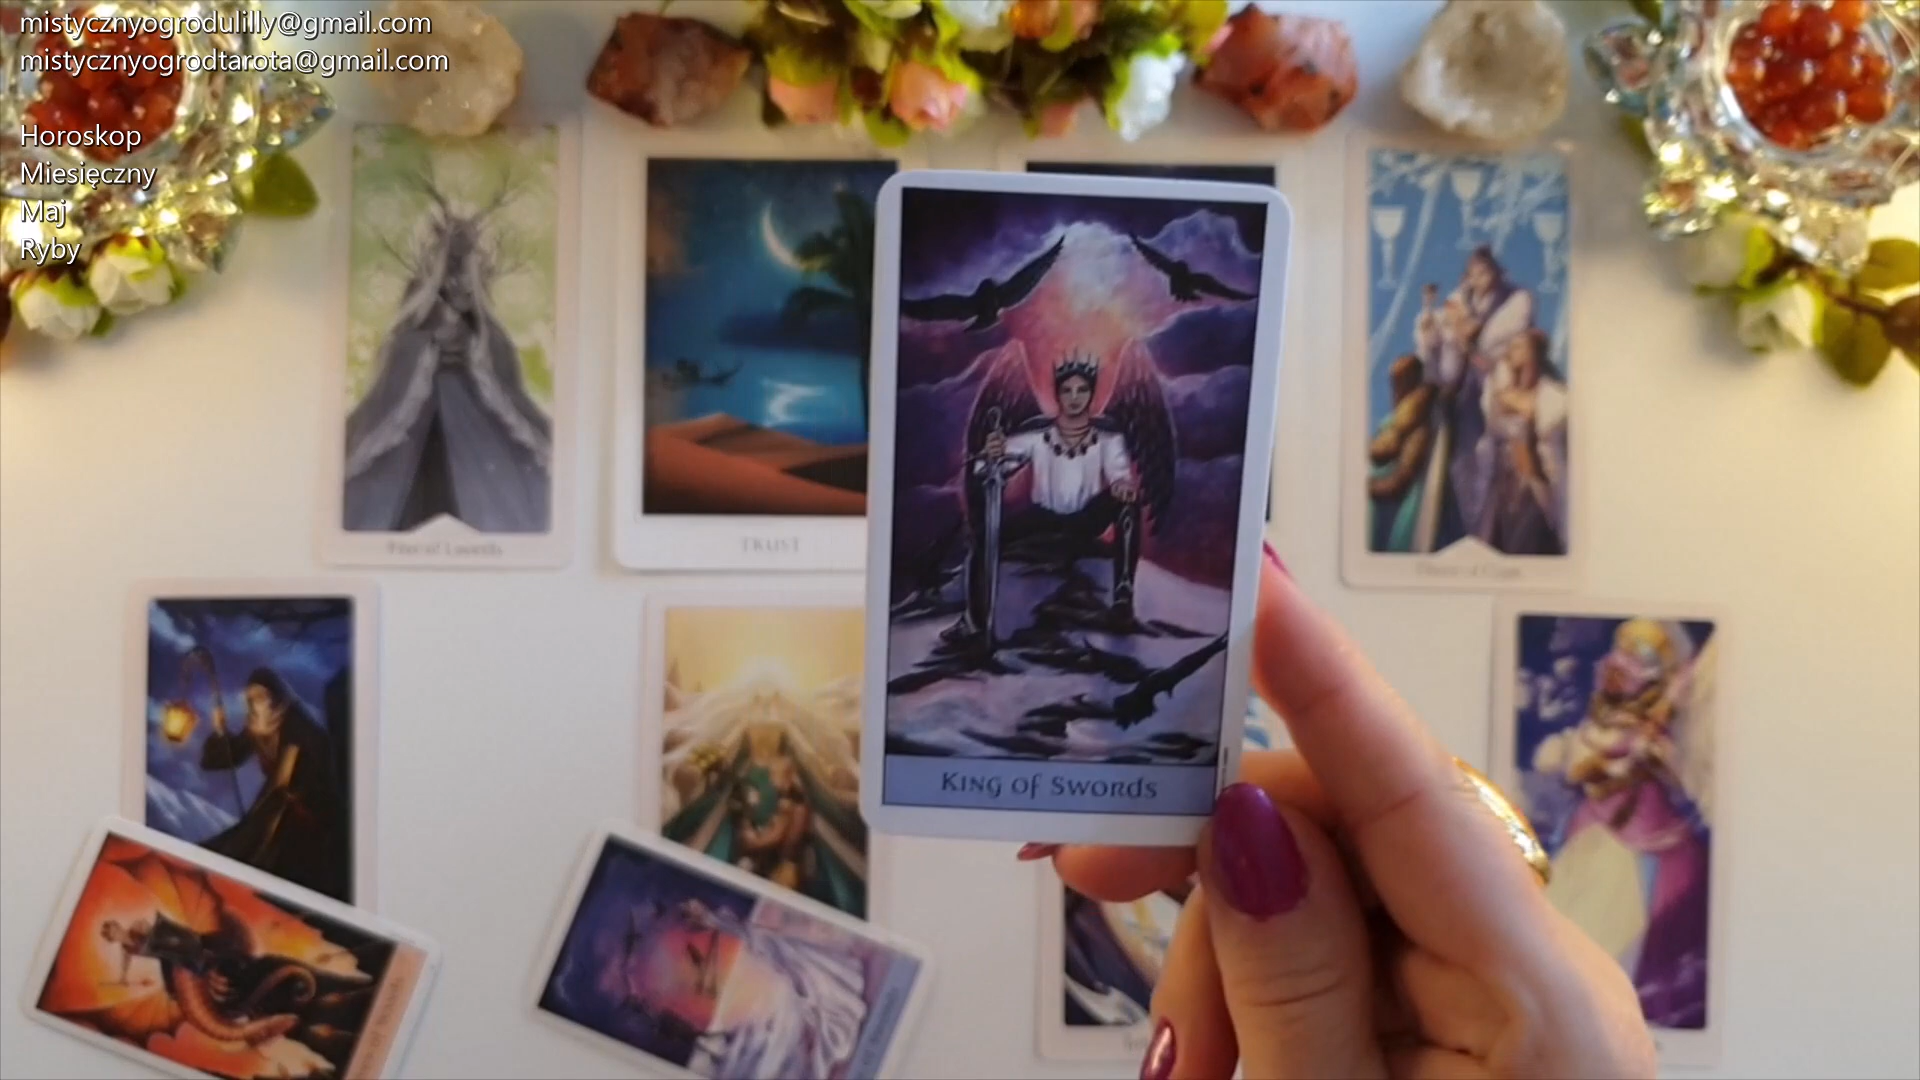 mistycznyogrodulilly@gmail.com
mistycznyogrodtarota@gmail.com
Horoskop
Miesięczny
Maj
Ryby
TRUST
King of Swords